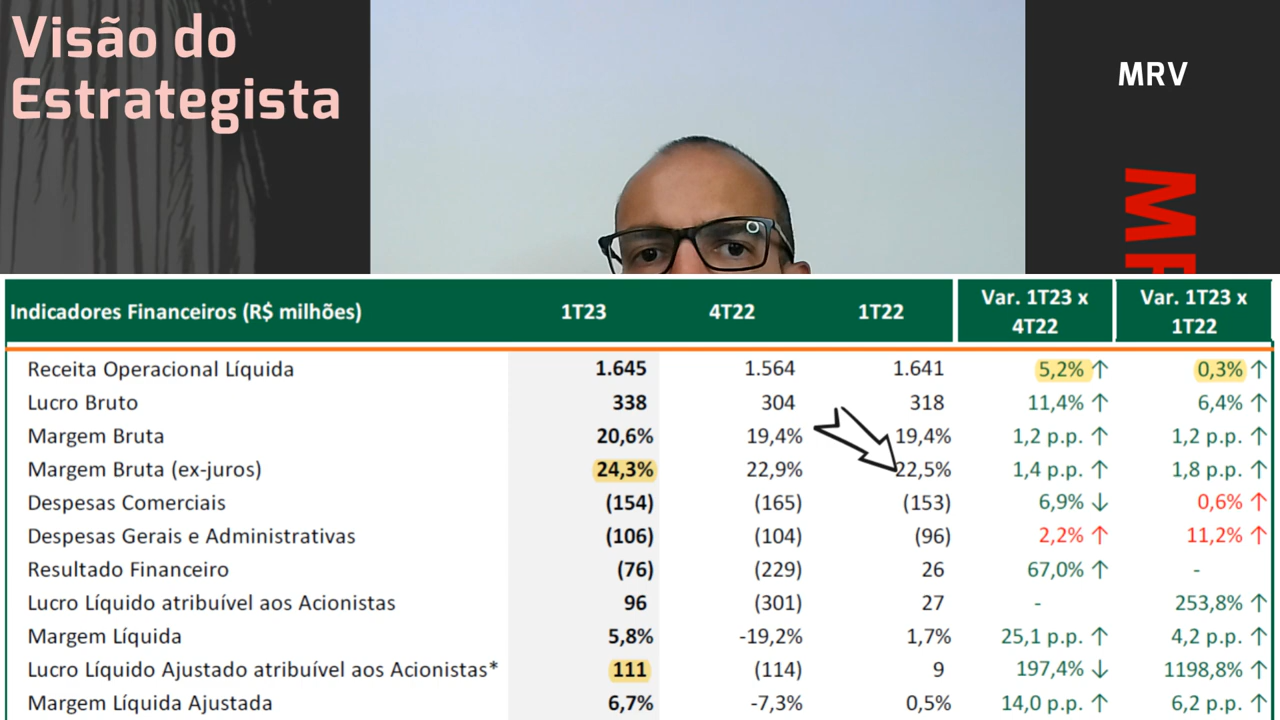 Visão do
Estrategista
MRV
Indicadores Financeiros (R$ milhões) 1T23 4T22 1T22 Var. 1T23 x 4T22 Var. 1T23 x 1T22
Receita Operacional Líquida 1.645 1.564 1.641 5,2% ↑ 0,3% ↑
Lucro Bruto 338 304 318 11,4% ↑ 6,4% ↑
Margem Bruta 20,6% 19,4% 19,4% 1,2 p.p. ↑ 1,2 p.p. ↑
Margem Bruta (ex-juros) 24,3% 22,9% 22,5% 1,4 p.p. ↑ 1,8 p.p. ↑
Despesas Comerciais (154) (165) (153) 6,9% ↓ 0,6% ↑
Despesas Gerais e Administrativas (106) (104) (96) 2,2% ↑ 11,2% ↑
Resultado Financeiro (76) (229) 26 67,0% ↑ -
Lucro Líquido atribuível aos Acionistas 96 (301) 27 - 253,8% ↑
Margem Líquida 5,8% -19,2% 1,7% 25,1 p.p. ↑ 4,2 p.p. ↑
Lucro Líquido Ajustado atribuível aos Acionistas* 111 (114) 9 197,4% ↓ 1198,8% ↑
Margem Líquida Ajustada 6,7% -7,3% 0,5% 14,0 p.p. ↑ 6,2 p.p. ↑